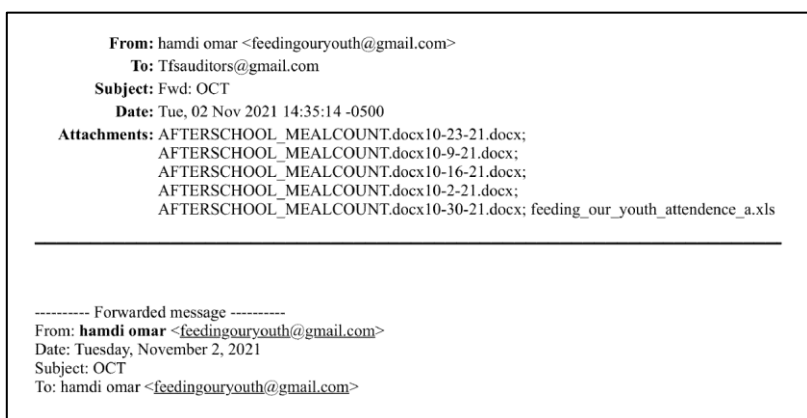 From: hamdi omar <feedingouryouth@gmail.com>
To: Tfsauditors@gmail.com
Subject: Fwd: OCT
Date: Tue, 02 Nov 2021 14:35:14 -0500
Attachments: AFTERSCHOOL_MEALCOUNT.docx10-23-21.docx;
AFTERSCHOOL_MEALCOUNT.docx10-9-21.docx;
AFTERSCHOOL_MEALCOUNT.docx10-16-21.docx;
AFTERSCHOOL_MEALCOUNT.docx10-2-21.docx;
AFTERSCHOOL_MEALCOUNT.docx10-30-21.docx; feeding_our_youth_attendence_a.xls
---------- Forwarded message ----------
From: hamdi omar <feedingouryouth@gmail.com>
Date: Tuesday, November 2, 2021
Subject: OCT
To: hamdi omar <feedingouryouth@gmail.com>